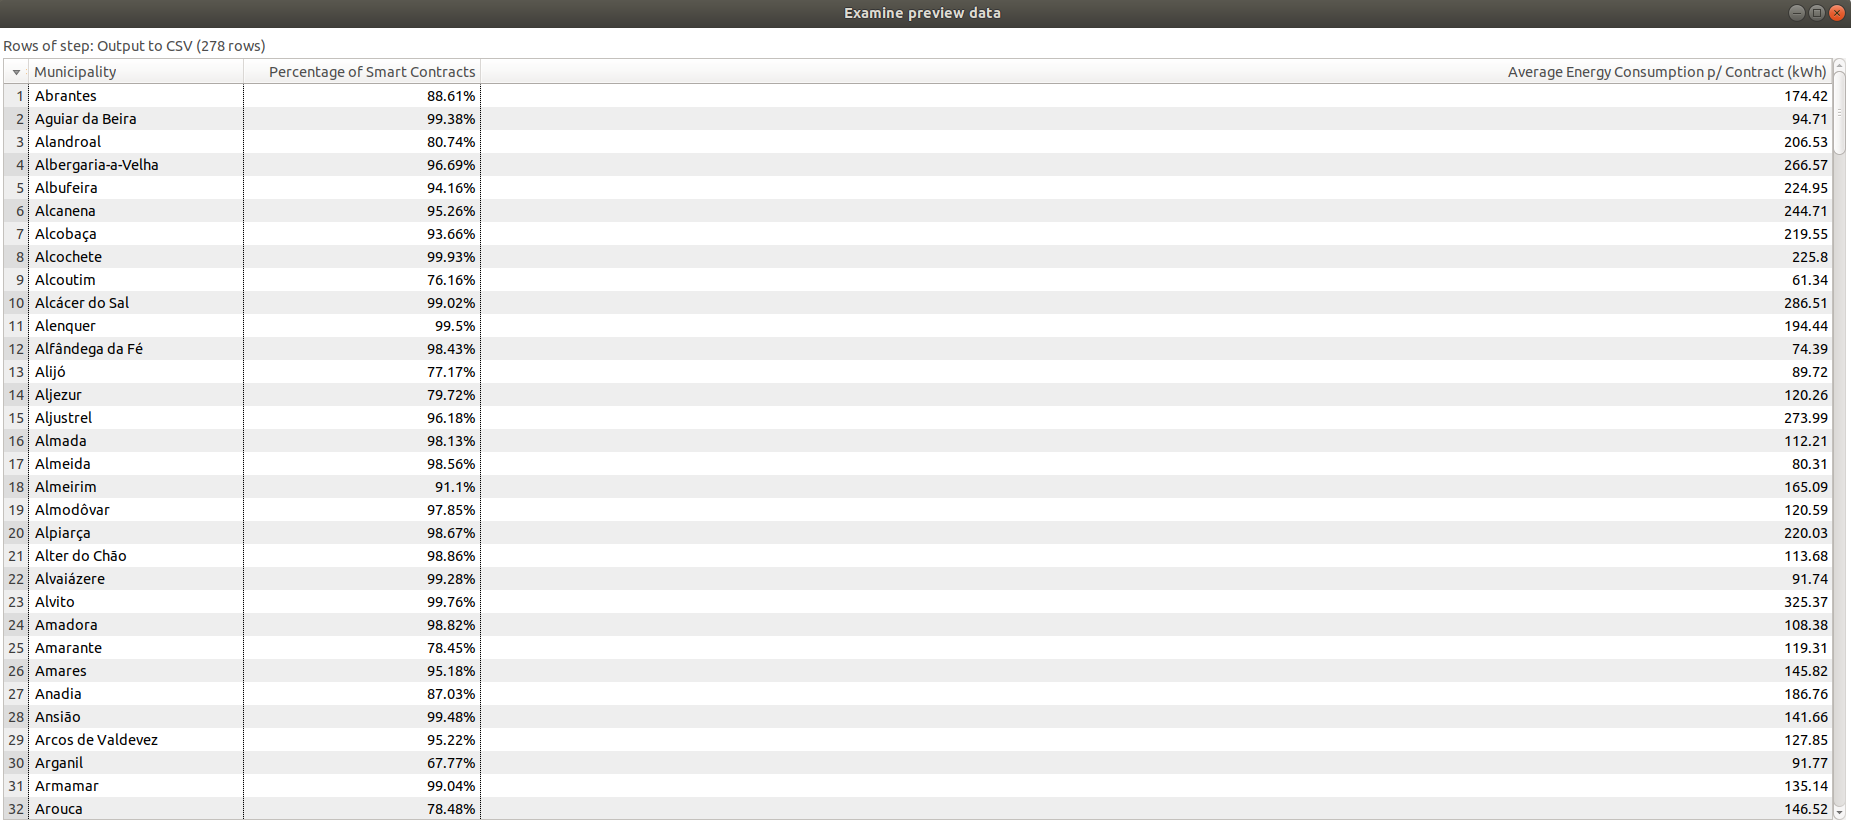 Examine preview data
Rows of step: Output to CSV (278 rows)
Municipality Percentage of Smart Contracts Average Energy Consumption p/ Contract (kWh)
1 Abrantes 88.61% 174.42
2 Aguiar da Beira 99.38% 94.71
3 Alandroal 80.74% 206.53
4 Albergaria-a-Velha 96.69% 266.57
5 Albufeira 94.16% 224.95
6 Alcanena 95.26% 244.71
7 Alcobaça 93.66% 219.55
8 Alcochete 99.93% 225.8
9 Alcoutim 76.16% 61.34
10 Alcácer do Sal 99.02% 286.51
11 Alenquer 99.5% 194.44
12 Alfândega da Fé 98.43% 74.39
13 Alijó 77.17% 89.72
14 Aljezur 79.72% 120.26
15 Aljustrel 96.18% 273.99
16 Almada 98.13% 112.21
17 Almeida 98.56% 80.31
18 Almeirim 91.1% 165.09
19 Almodôvar 97.85% 120.59
20 Alpiarça 98.67% 220.03
21 Alter do Chão 98.86% 113.68
22 Alvaiázere 99.28% 91.74
23 Alvito 99.76% 325.37
24 Amadora 98.82% 108.38
25 Amarante 78.45% 119.31
26 Amares 95.18% 145.82
27 Anadia 87.03% 186.76
28 Ansião 99.48% 141.66
29 Arcos de Valdevez 95.22% 127.85
30 Arganil 67.77% 91.77
31 Armamar 99.04% 135.14
32 Arouca 78.48% 146.52